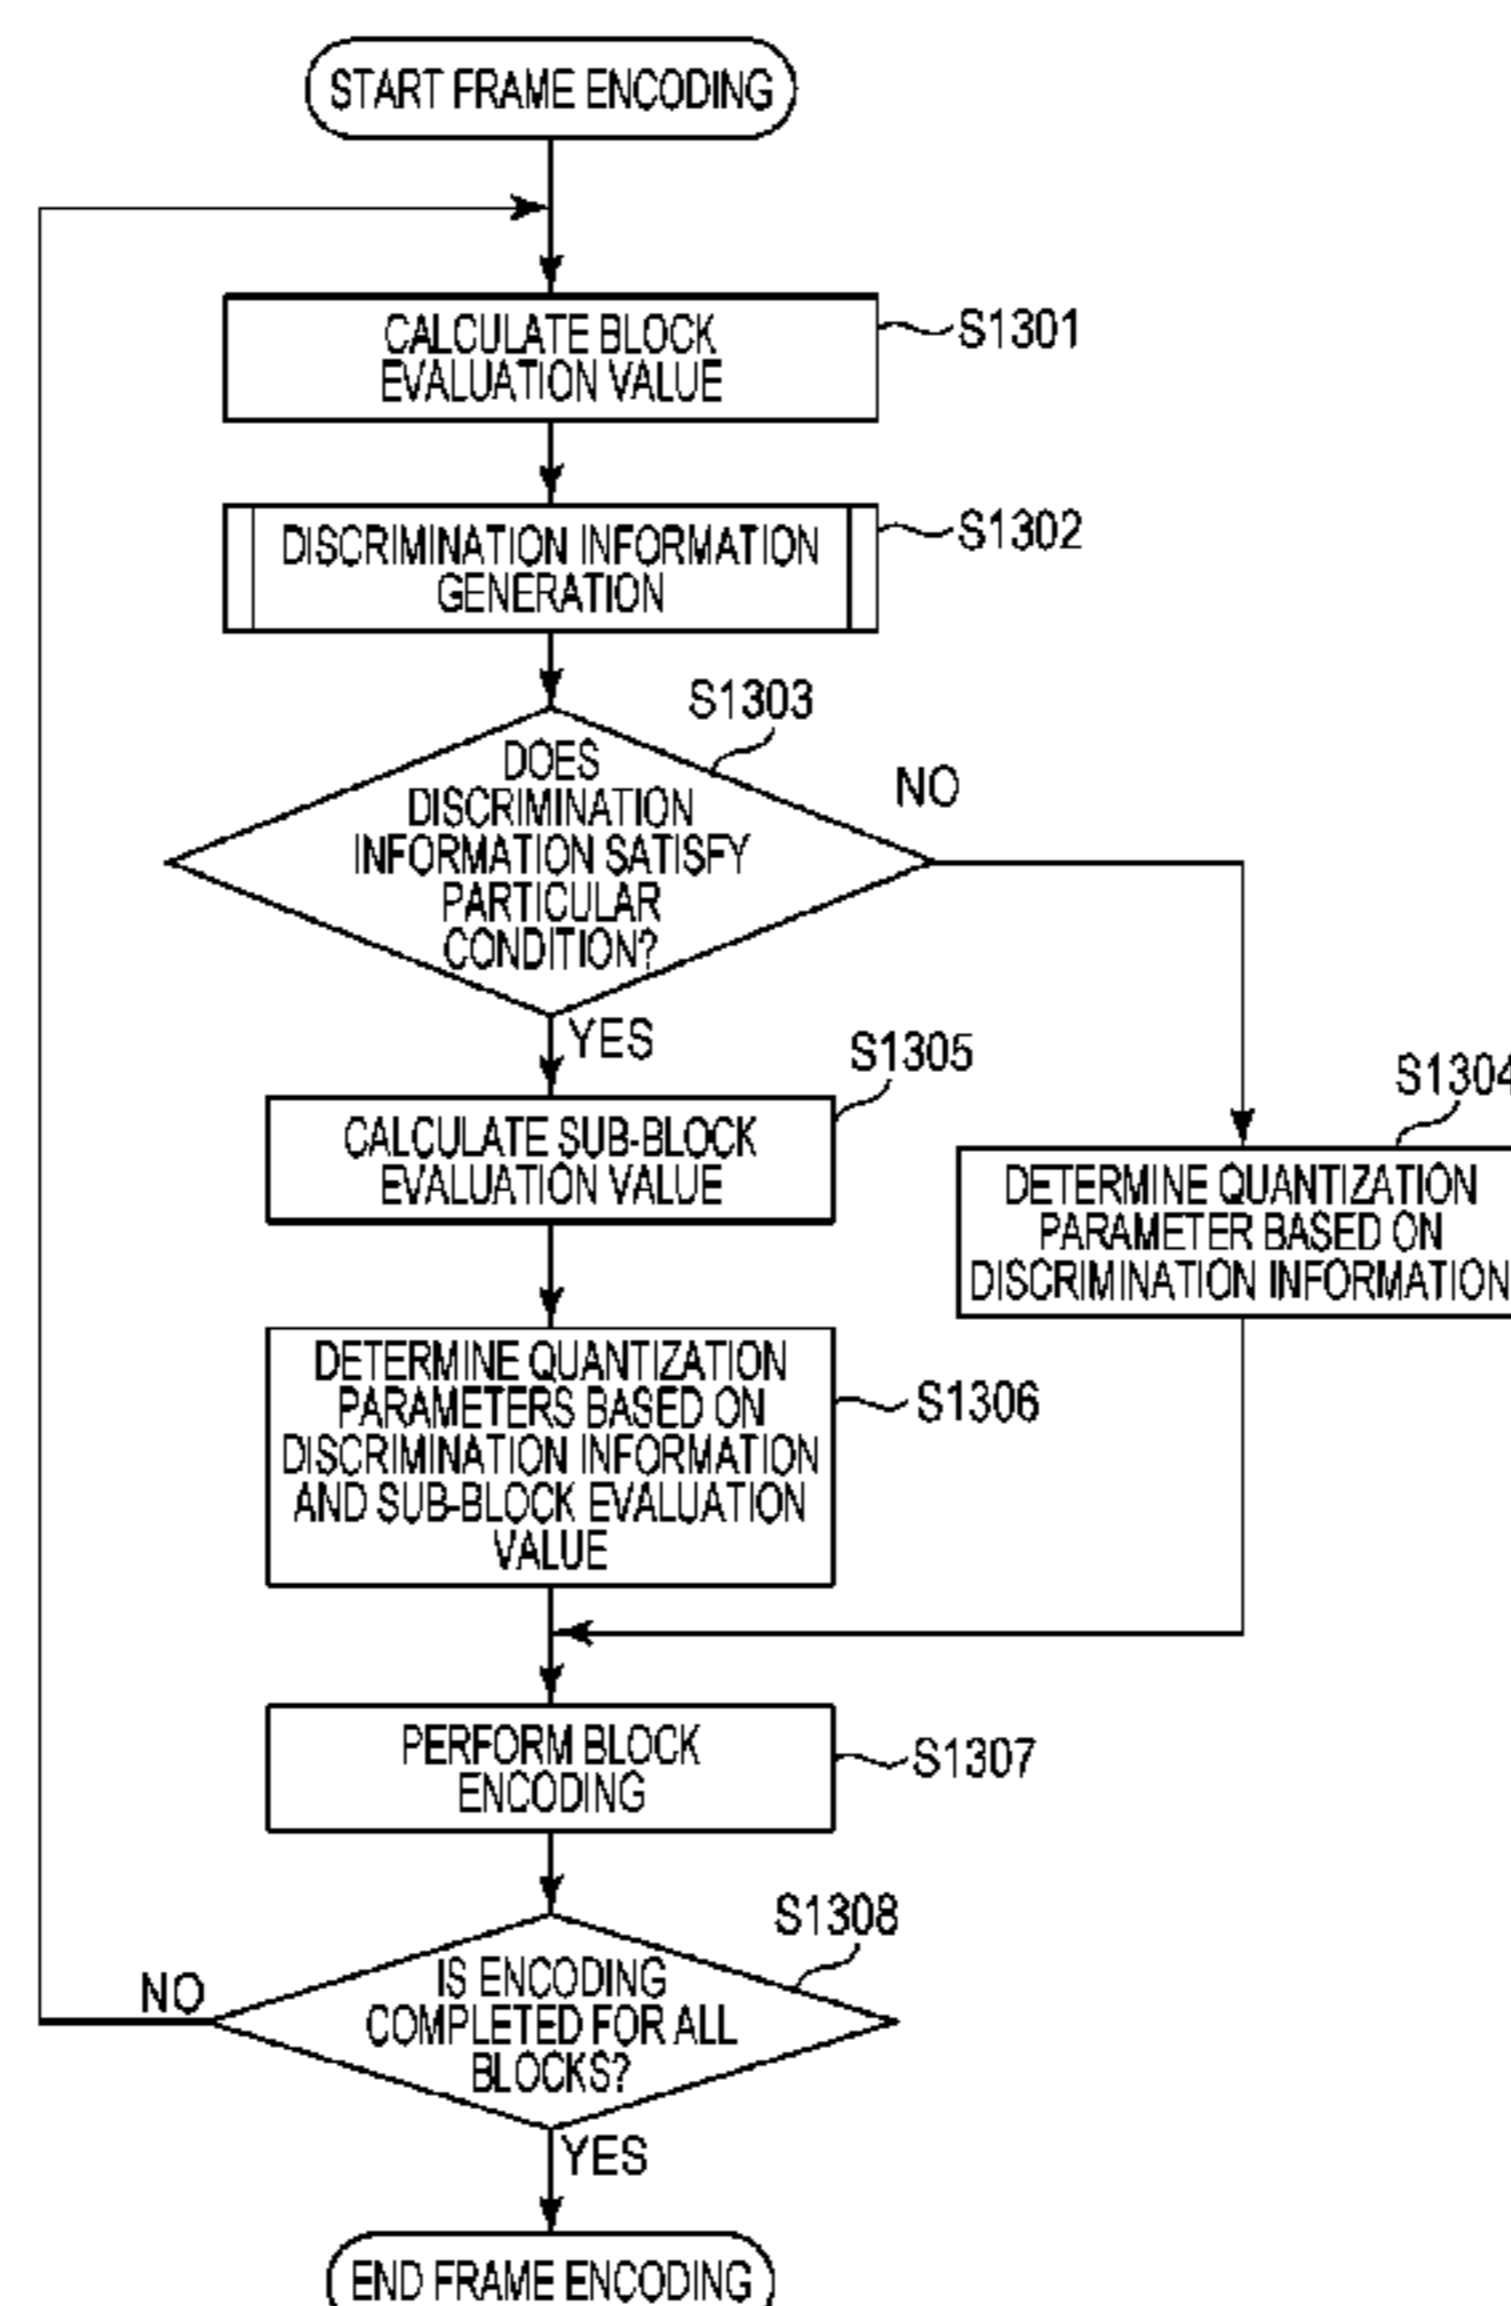 START FRAME ENCODING
CALCULATE BLOCK
EVALUATION VALUE
S1301
DISCRIMINATION INFORMATION
GENERATION
S1302
S1303
DOES
DISCRIMINATION
INFORMATION SATISFY
PARTICULAR
CONDITION?
NO
YES
S1305
CALCULATE SUB-BLOCK
EVALUATION VALUE
S1304
DETERMINE QUANTIZATION
PARAMETER BASED ON
DISCRIMINATION INFORMATION
DETERMINE QUANTIZATION
PARAMETERS BASED ON
DISCRIMINATION INFORMATION
AND SUB-BLOCK EVALUATION
VALUE
S1306
PERFORM BLOCK
ENCODING
S1307
S1308
IS ENCODING
COMPLETED FOR ALL
BLOCKS?
NO
YES
END FRAME ENCODING